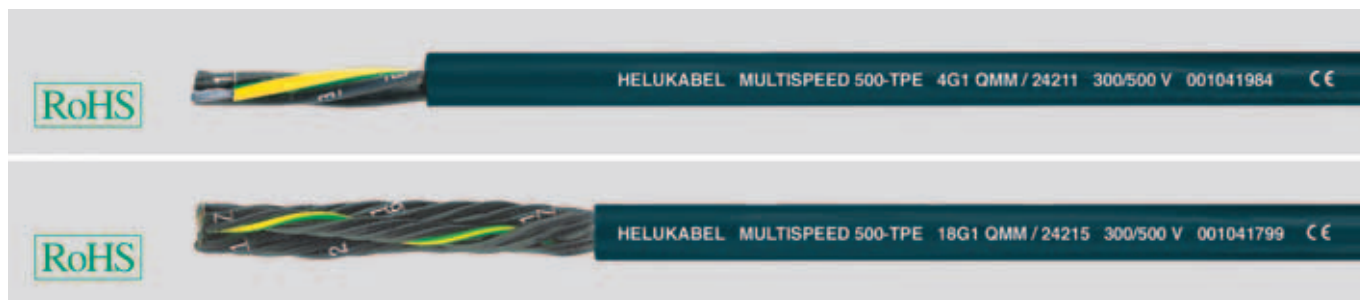 HELUKABEL MULTISPEED 500-TPE 4G1 QMM / 24211 300/500 V 001041984 CE
RoHS
HELUKABEL MULTISPEED 500-TPE 18G1 QMM / 24215 300/500 V 001041799 CE
RoHS